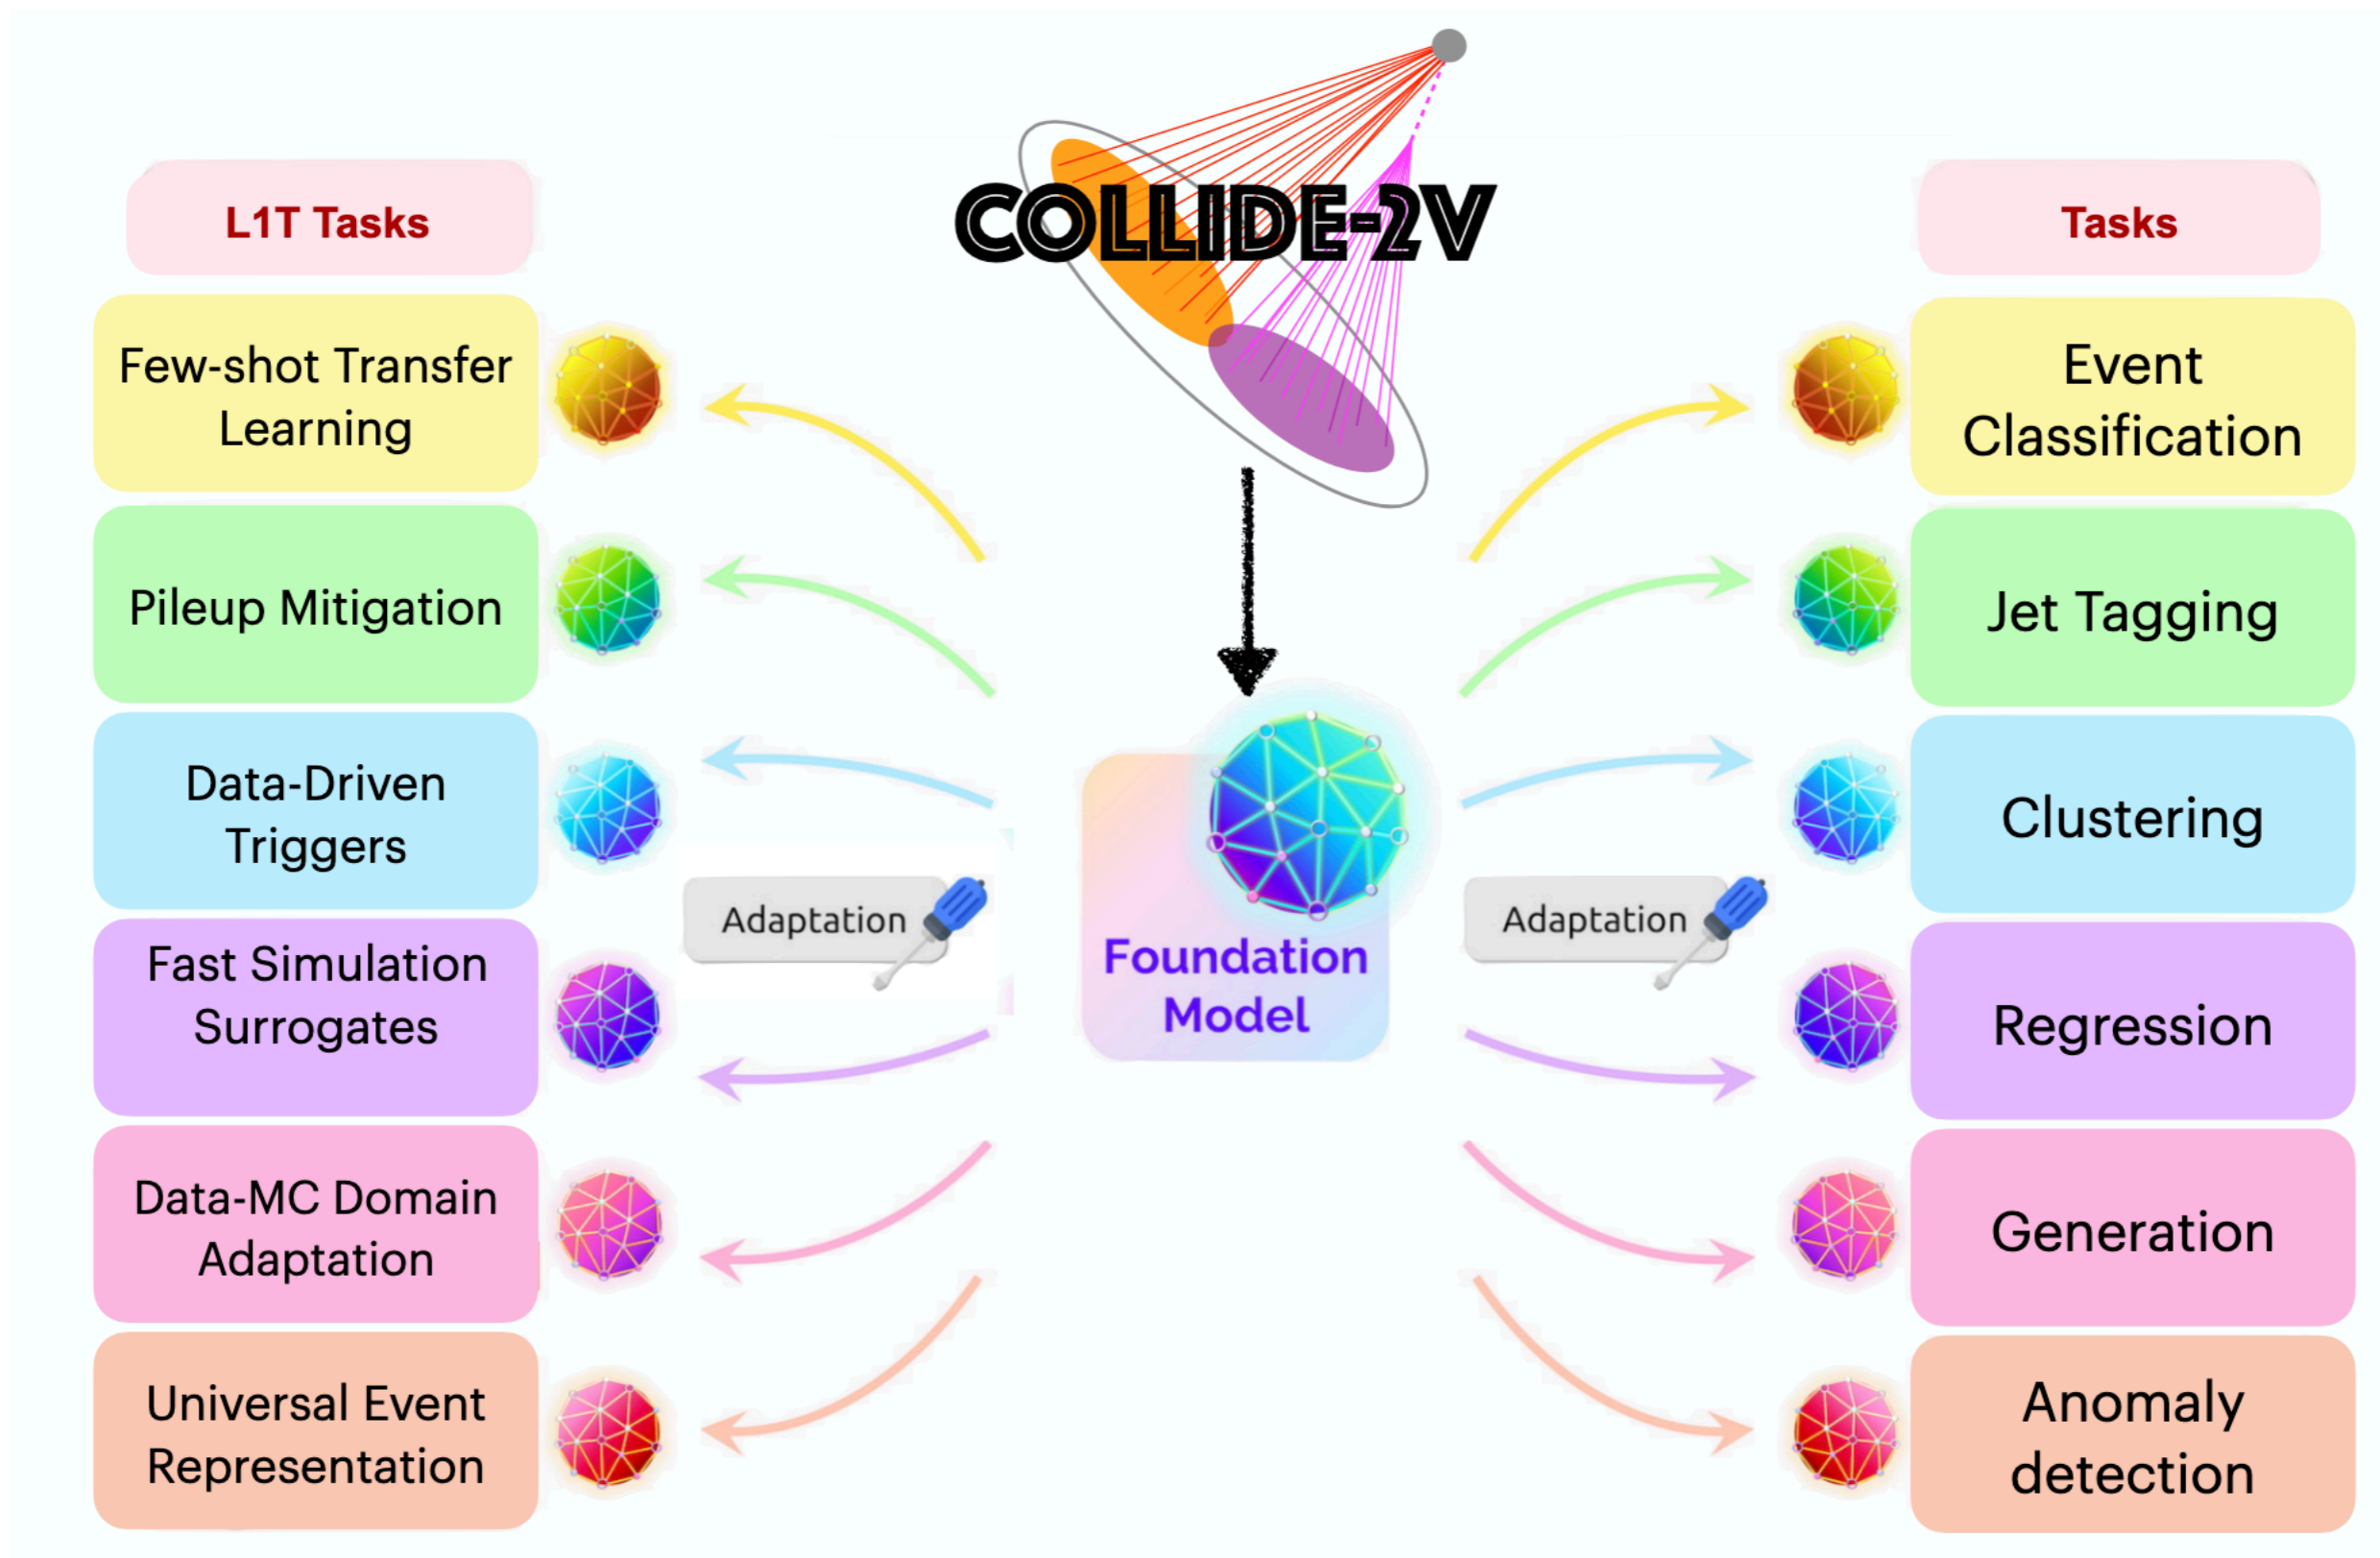 COLLIDE-2V
L1T Tasks
Few-shot Transfer
Learning
Pileup Mitigation
Data-Driven
Triggers
Fast Simulation
Surrogates
Data-MC Domain
Adaptation
Universal Event
Representation
Adaptation
Foundation
Model
Adaptation
Tasks
Event
Classification
Jet Tagging
Clustering
Regression
Generation
Anomaly
detection